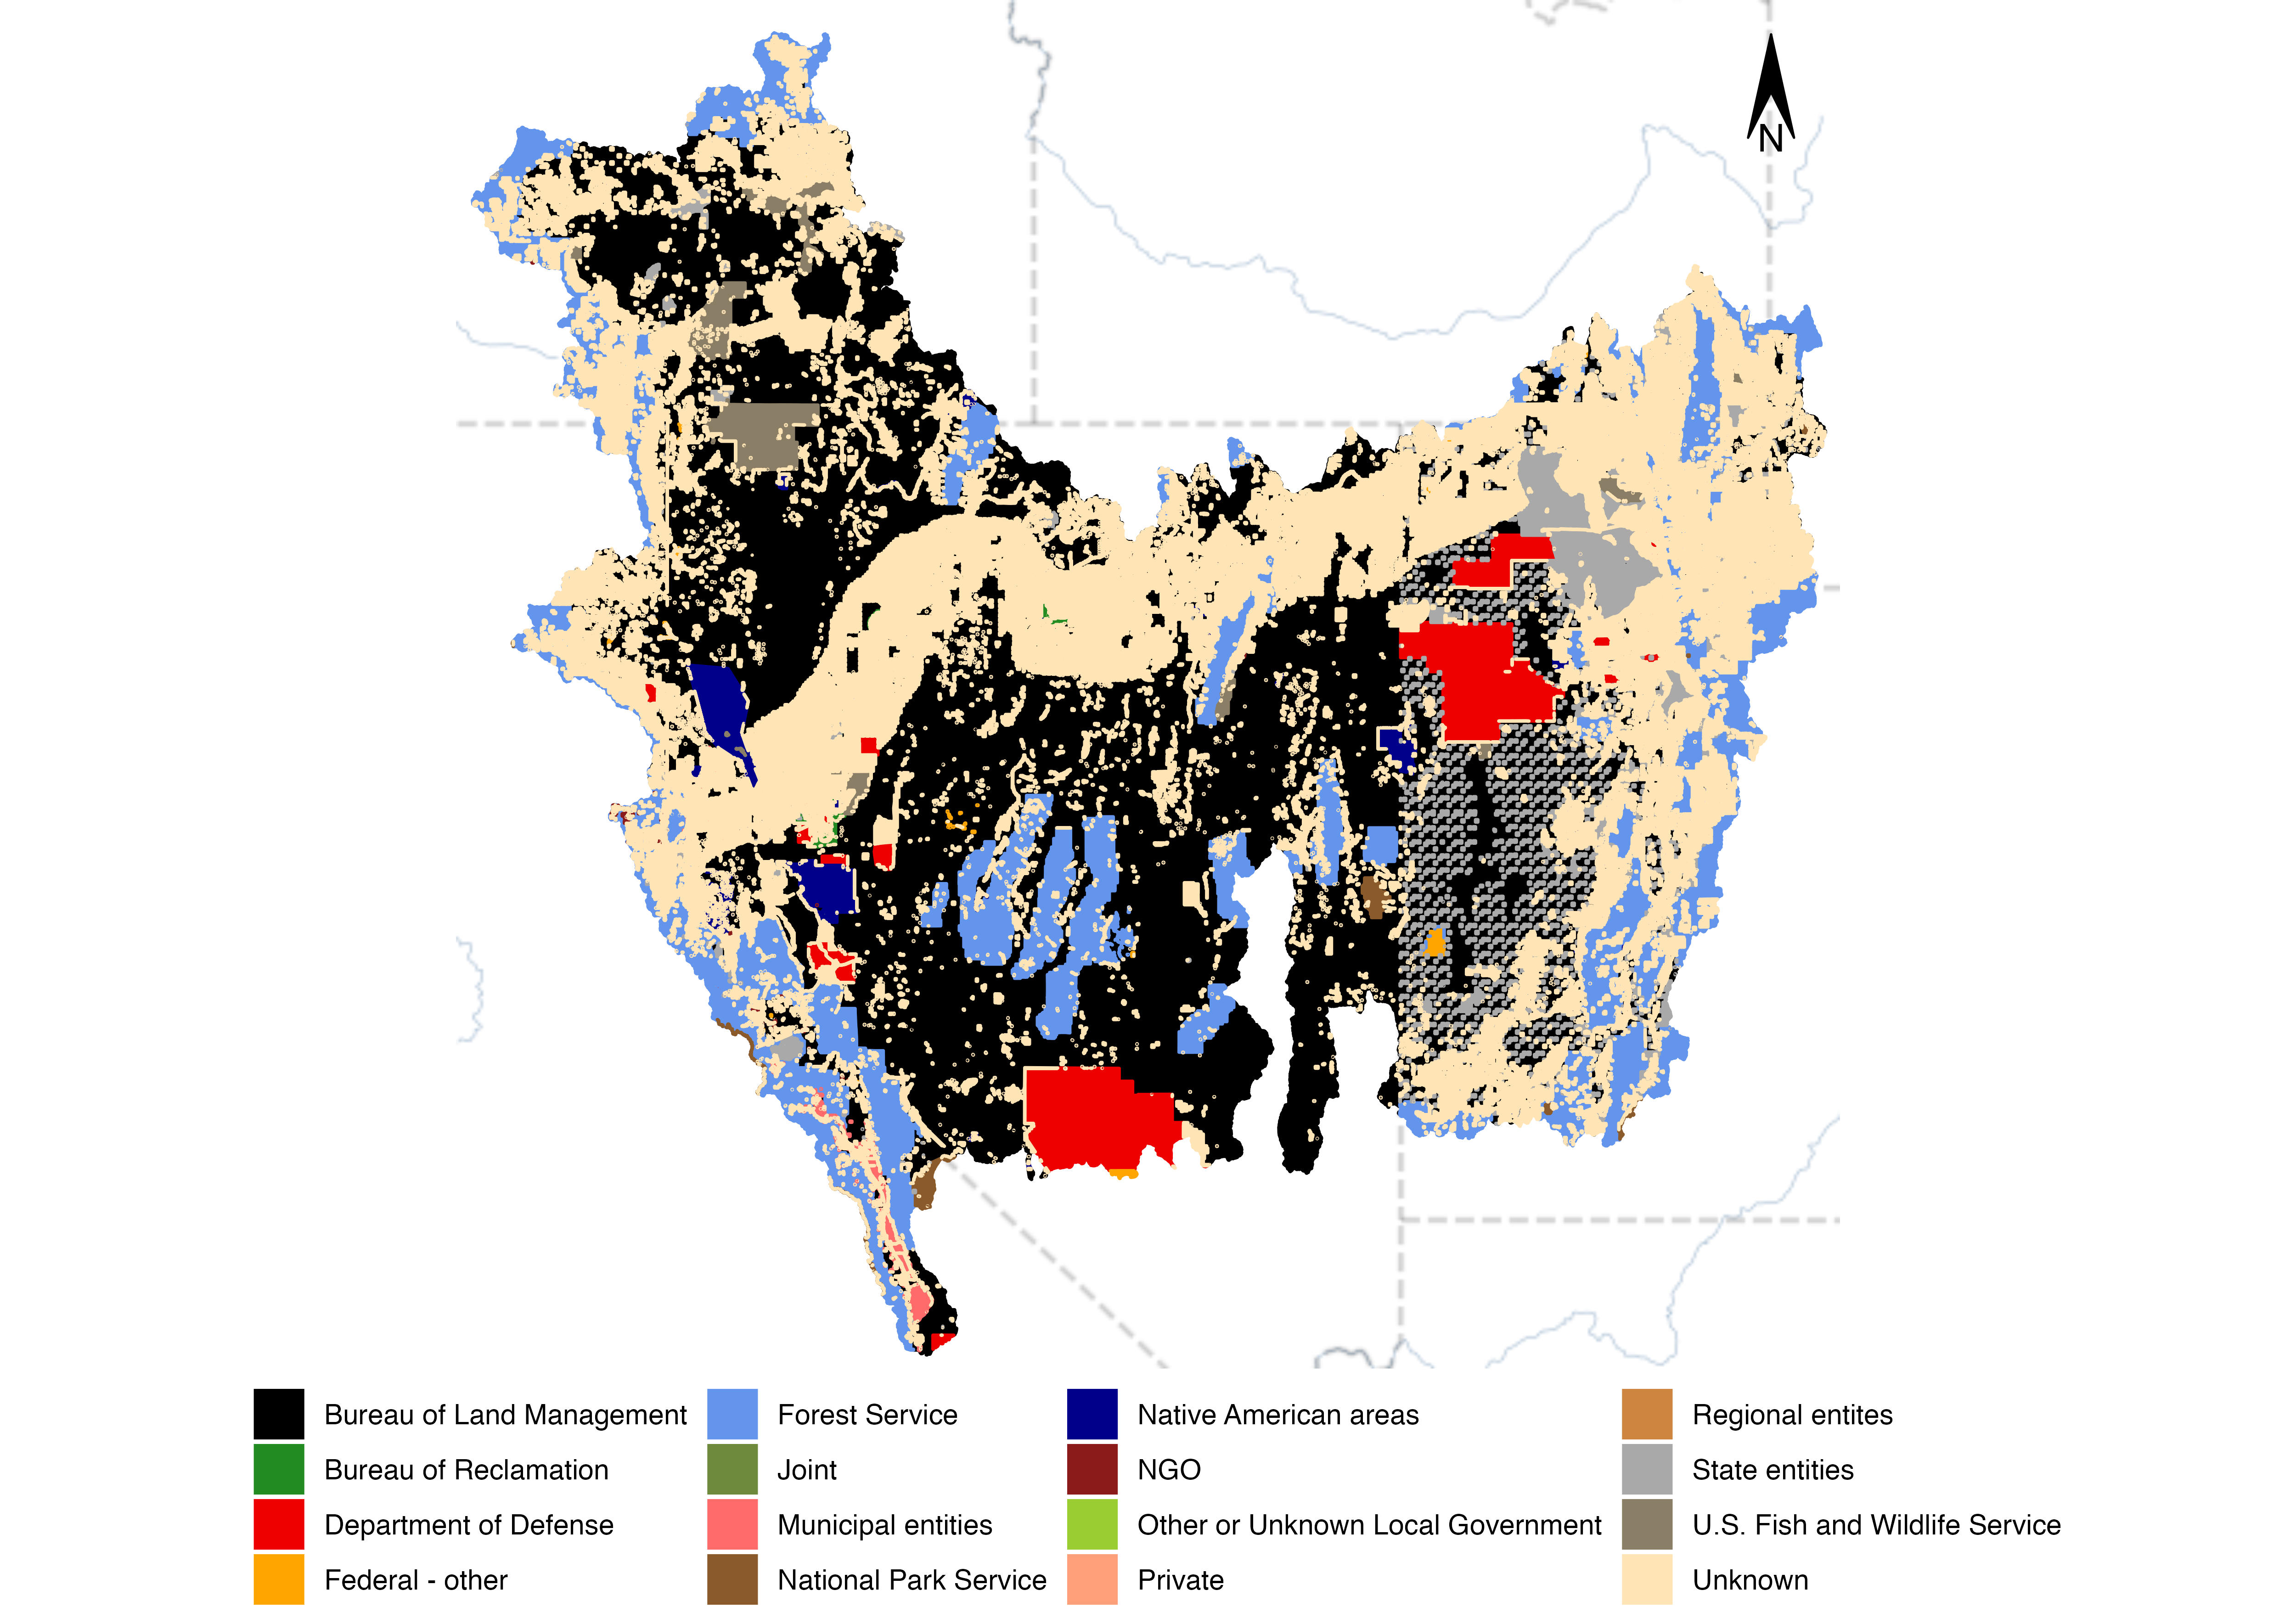 N
Bureau of Land Management
Forest Service
Native American areas
Regional entites
Bureau of Reclamation
Joint
NGO
State entities
Department of Defense
Municipal entities
Other or Unknown Local Government
U.S. Fish and Wildlife Service
Federal - other
National Park Service
Private
Unknown